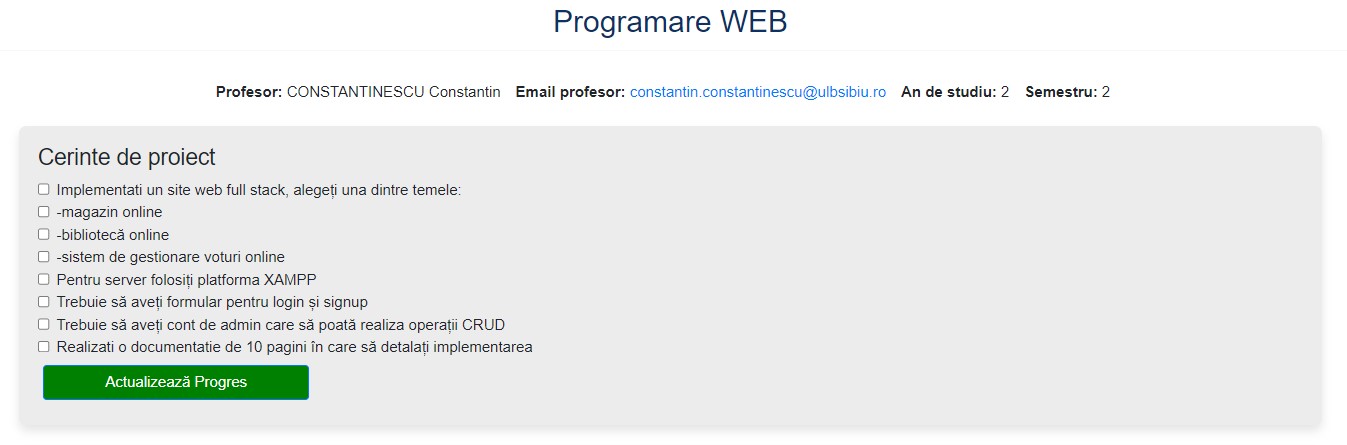 Programare WEB
Profesor: CONSTANTINESCU Constantin Email profesor: constantin.constantinescu@ulbsibiu.ro An de studiu: 2 Semestru: 2
Cerinte de proiect
Implementati un site web full stack, alegeți una dintre temele:
-magazin online
-bibliotecă online
-sistem de gestionare voturi online
Pentru server folosiți platforma XAMPP
Trebuie să aveți formular pentru login și signup
Trebuie să aveți cont de admin care să poată realiza operații CRUD
Realizati o documentatie de 10 pagini în care să detalați implementarea
Actualizează Progres